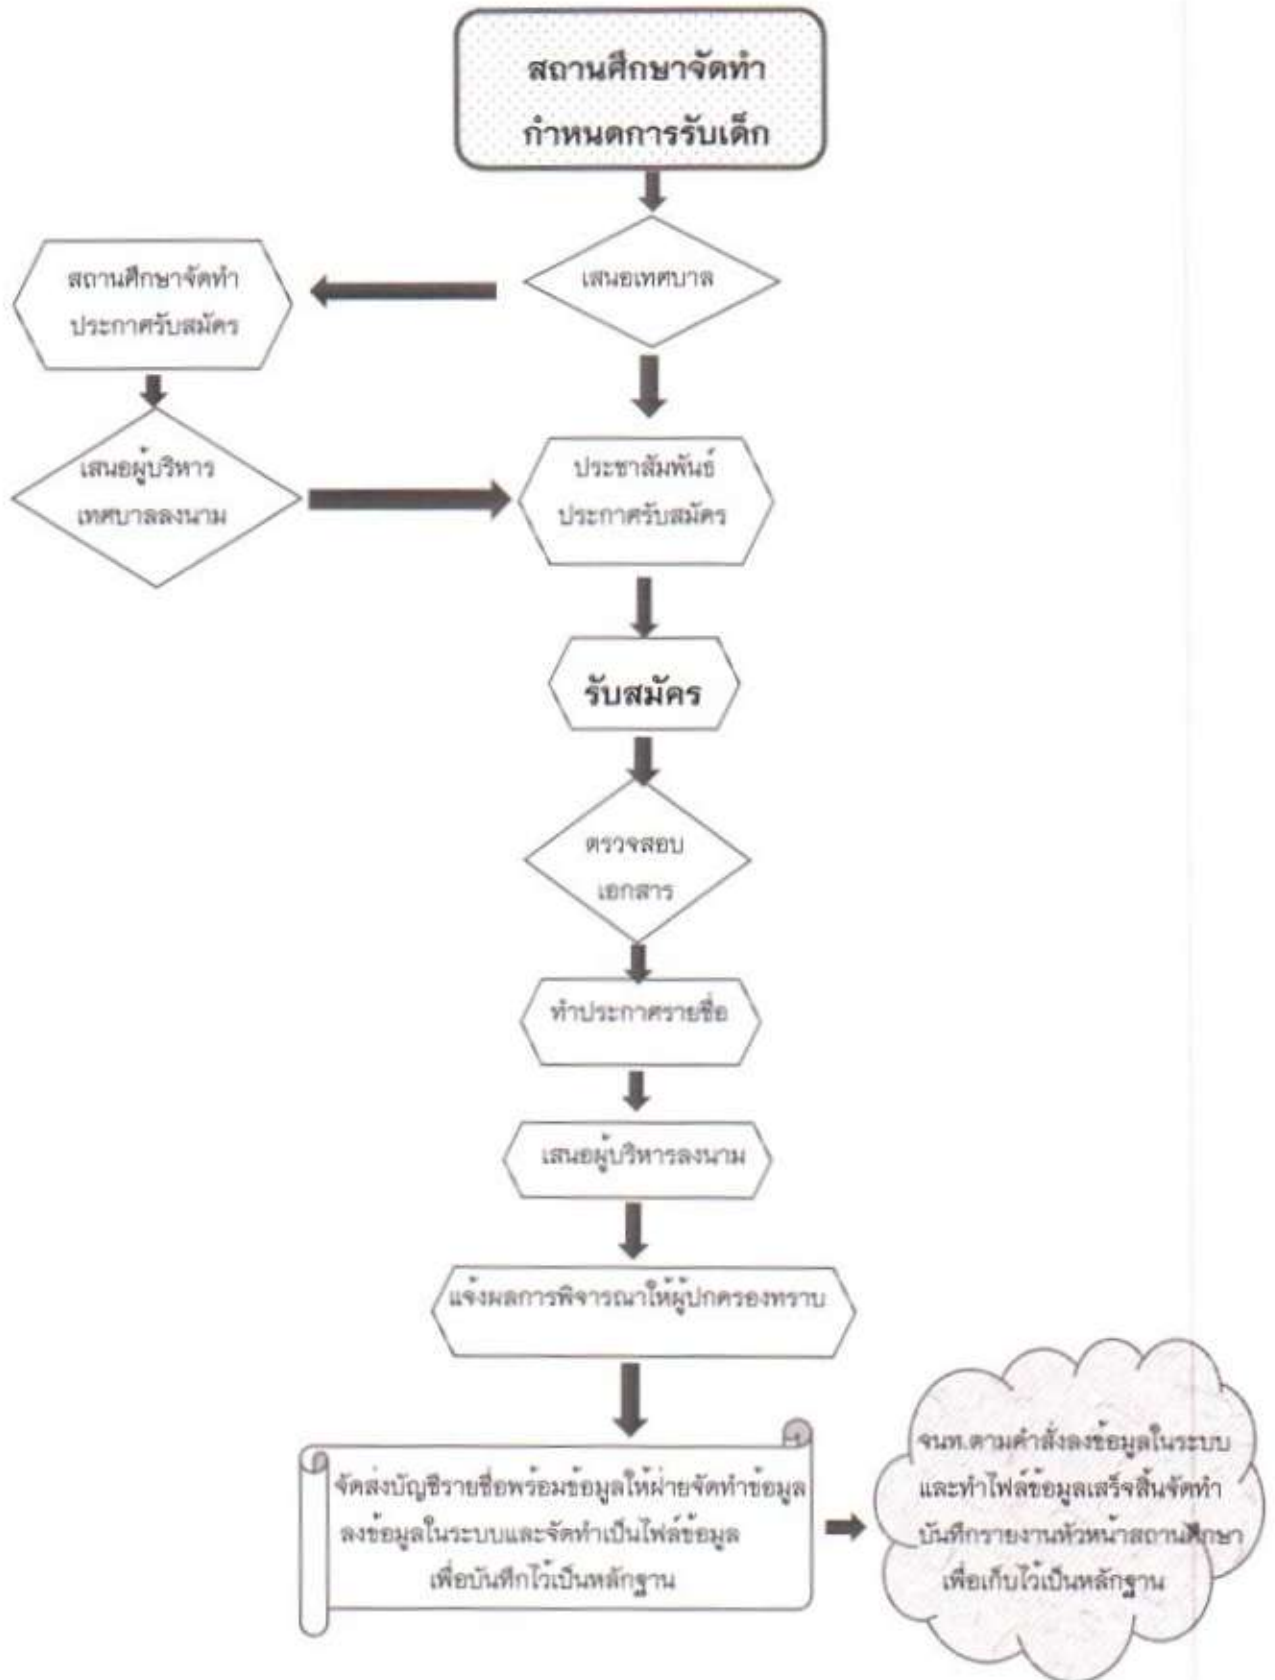 สถานศึกษาจัดทำ
กำหนดการรับเด็ก
เสนอเทศบาล
สถานศึกษาจัดทำ
ประกาศรับสมัคร
เสนอผู้บริหาร
เทศบาลลงนาม
ประชาสัมพันธ์
ประกาศรับสมัคร
รับสมัคร
ตรวจสอบ
เอกสาร
ทำประกาศรายชื่อ
เสนอผู้บริหารลงนาม
แจ้งผลการพิจารณาให้ผู้ปกครองทราบ
จัดส่งบัญชีรายชื่อพร้อมข้อมูลให้ฝ่ายจัดทำข้อมูล
ลงข้อมูลในระบบและจัดทำเป็นไฟล์ข้อมูล
เพื่อบันทึกไว้เป็นหลักฐาน
จนท.ตามคำสั่งลงข้อมูลในระบบ
และทำไฟล์ข้อมูลเสร็จสิ้นจัดทำ
บันทึกรายงานหัวหน้าสถานศึกษา
เพื่อเก็บไว้เป็นหลักฐาน